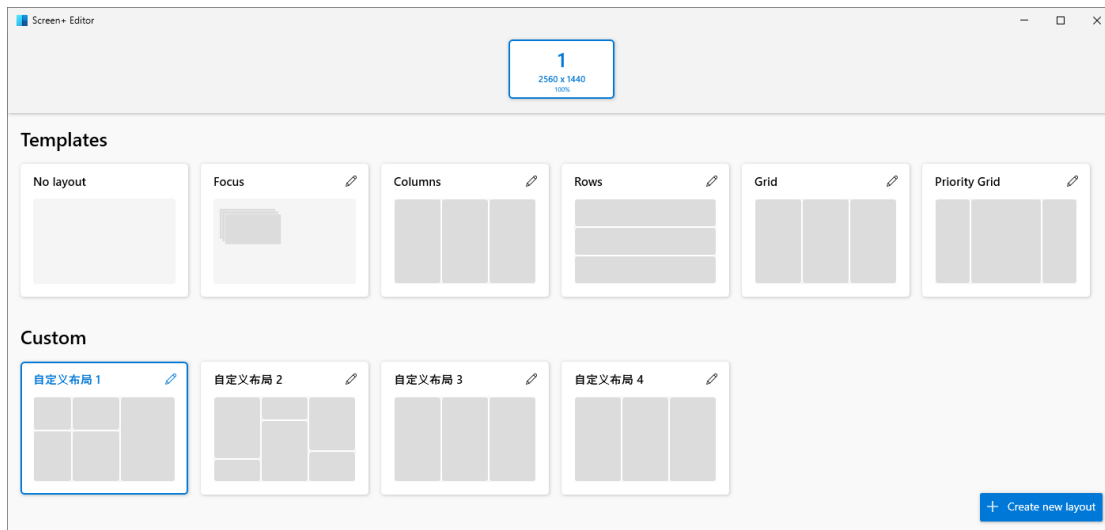 Screen+ Editor
1
2560 x 1440
100%
Templates
No layout
Focus
Columns
Rows
Grid
Priority Grid
Custom
自定义布局 1
自定义布局 2
自定义布局 3
自定义布局 4
Create new layout